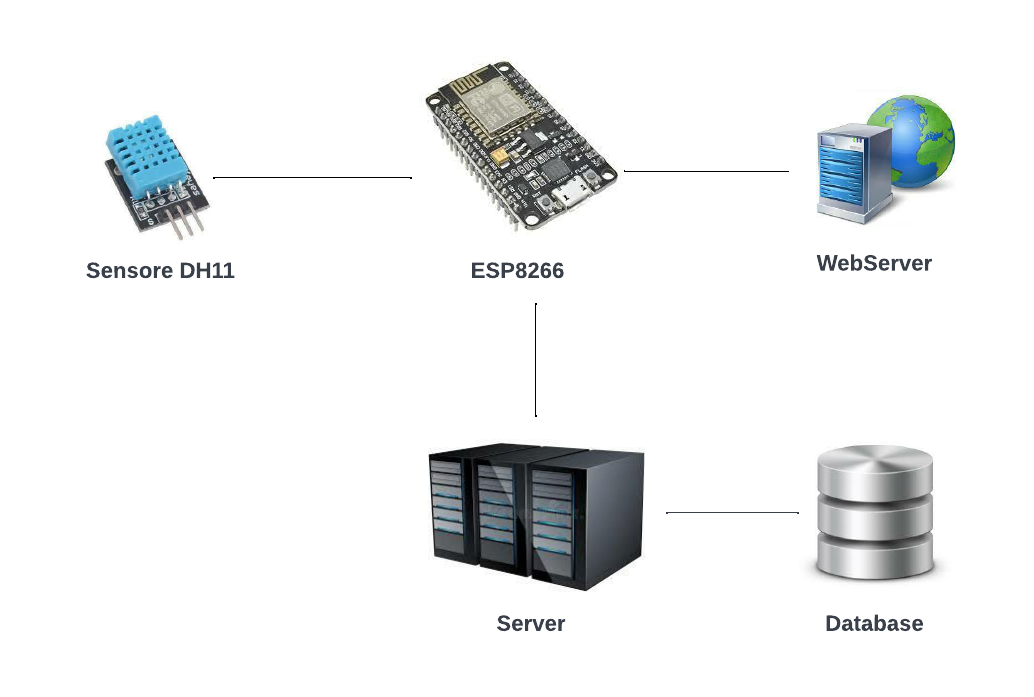 Sensore DH11
ESP8266
WebServer
Server
Database